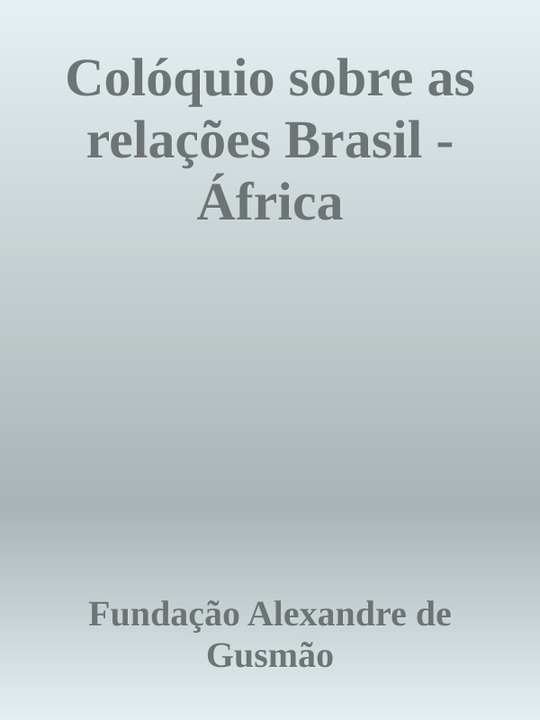 Colóquio sobre as
relações Brasil -
África
Fundação Alexandre de
Gusmão